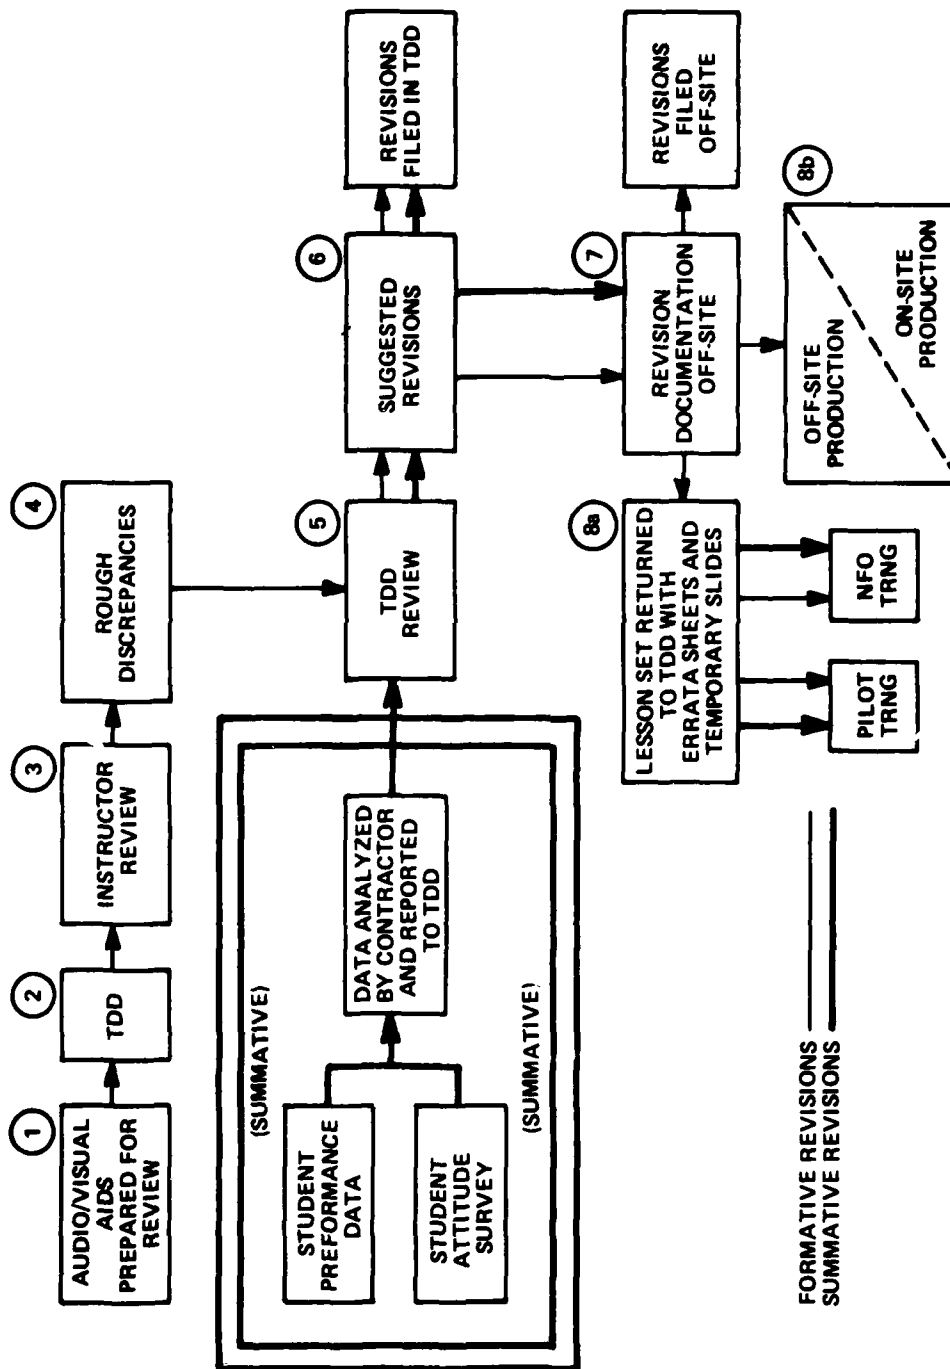 1
AUDIO/VISUAL
AIDS
PREPARED FOR
REVIEW
2
TDD
3
INSTRUCTOR
REVIEW
4
ROUGH
DISCREPANCIES
(SUMMATIVE)
STUDENT
PREFORMANCE
DATA
STUDENT
ATTITUDE
SURVEY
DATA ANALYZED
BY CONTRACTOR
AND REPORTED
TO TDD
(SUMMATIVE)
5
TDD
REVIEW
6
SUGGESTED
REVISIONS
REVISIONS
FILED IN TDD
7
REVISION
DOCUMENTATION
OFF-SITE
REVISIONS
FILED
OFF-SITE
8a
LESSON SET RETURNED
TO TDD WITH
ERRATA SHEETS AND
TEMPORARY SLIDES
8b
OFF-SITE
PRODUCTION
ON-SITE
PRODUCTION
PILOT
TRNG
NFO
TRNG
FORMATIVE REVISIONS
SUMMATIVE REVISIONS